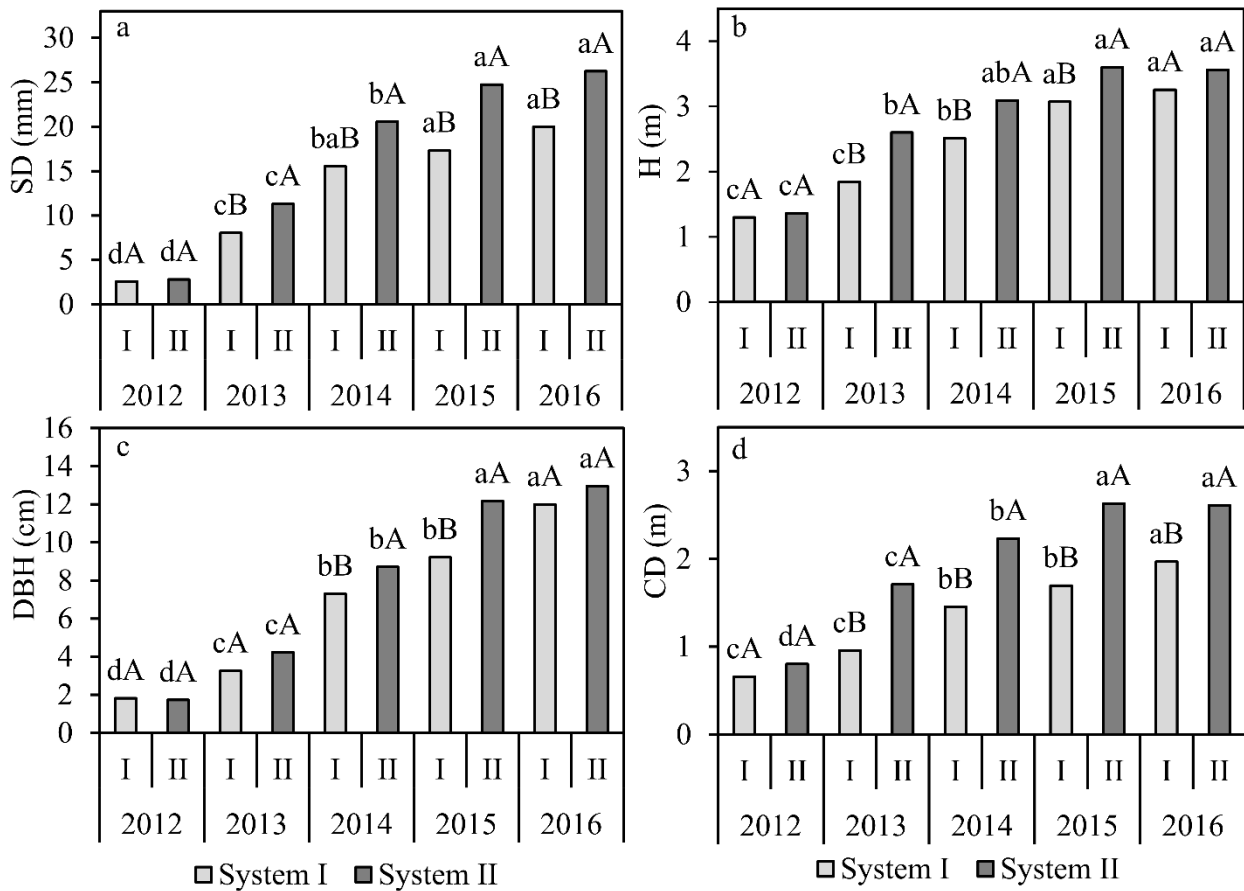 a
SD (mm)
30
25
20
15
10
5
0
dA dA cB cA baB bA aB aA aB aA
I II I II I II I II I II
2012 2013 2014 2015 2016
b
H (m)
4
3
2
1
0
cA cA cB bA bB abA aB aA aA aA
I II I II I II I II I II
2012 2013 2014 2015 2016
c
DBH (cm)
16
14
12
10
8
6
4
2
0
dA dA cA cA bB bA bB aA aA aA
I II I II I II I II I II
2012 2013 2014 2015 2016
System I System II
d
CD (m)
3
2
1
0
cA dA cB cA bB bA bB aA aB aA
I II I II I II I II I II
2012 2013 2014 2015 2016
System I System II